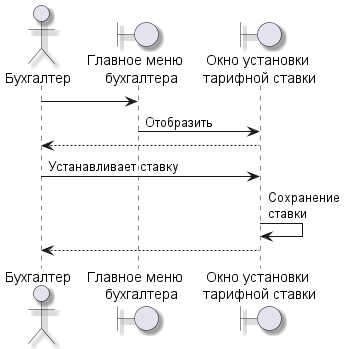 Бухгалтер
Главное меню
бухгалтера
Окно установки
тарифной ставки
Отобразить
Устанавливает ставку
Сохранение
ставки
Бухгалтер
Главное меню
бухгалтера
Окно установки
тарифной ставки